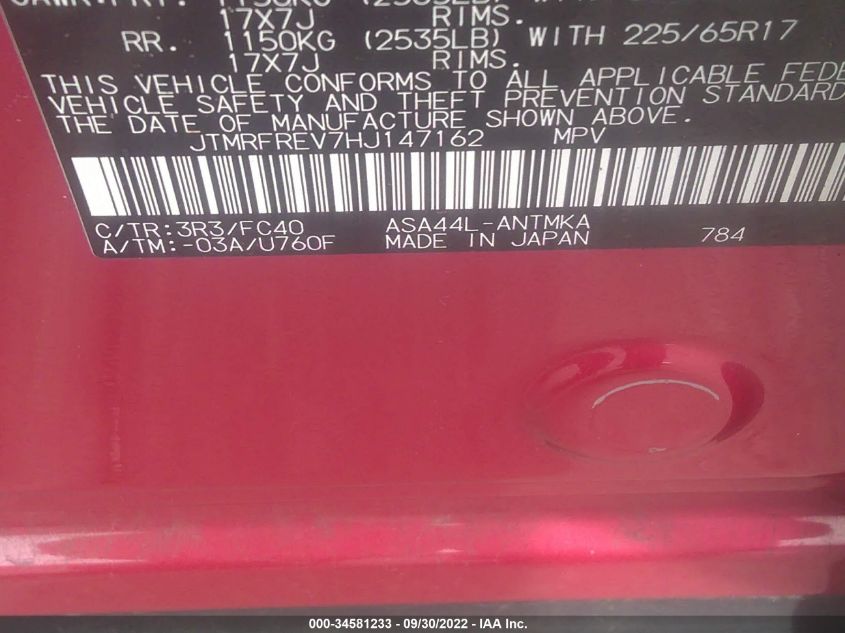 17X7J RIMS.
RR. 1150KG (2535LB) WITH 225/65R17
17X7J RIMS.
THIS VEHICLE CONFORMS TO ALL APPLICABLE FEDE
VEHICLE SAFETY AND THEFT PREVENTION STANDARD
THE DATE OF MANUFACTURE SHOWN ABOVE.
JTMRFREV7HJ147162 MPV
C/TR:3R3/FC40 ASA44L-ANTMKA
A/TM:-03A/U760F MADE IN JAPAN 784
000-34581233 - 09/30/2022 - IAA Inc.